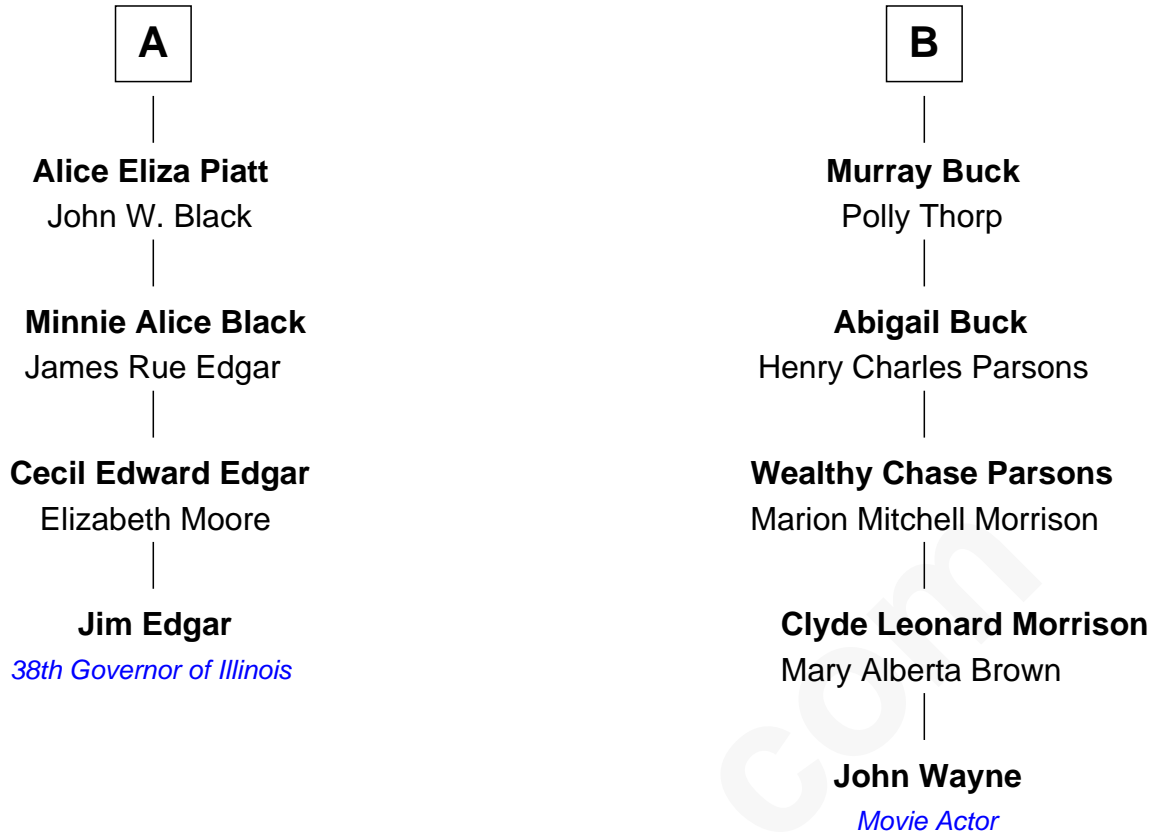 A
B
Alice Eliza Piatt
John W. Black
Murray Buck
Polly Thorp
Minnie Alice Black
James Rue Edgar
Abigail Buck
Henry Charles Parsons
Cecil Edward Edgar
Elizabeth Moore
Wealthy Chase Parsons
Marion Mitchell Morrison
Jim Edgar
38th Governor of Illinois
Clyde Leonard Morrison
Mary Alberta Brown
John Wayne
Movie Actor
com